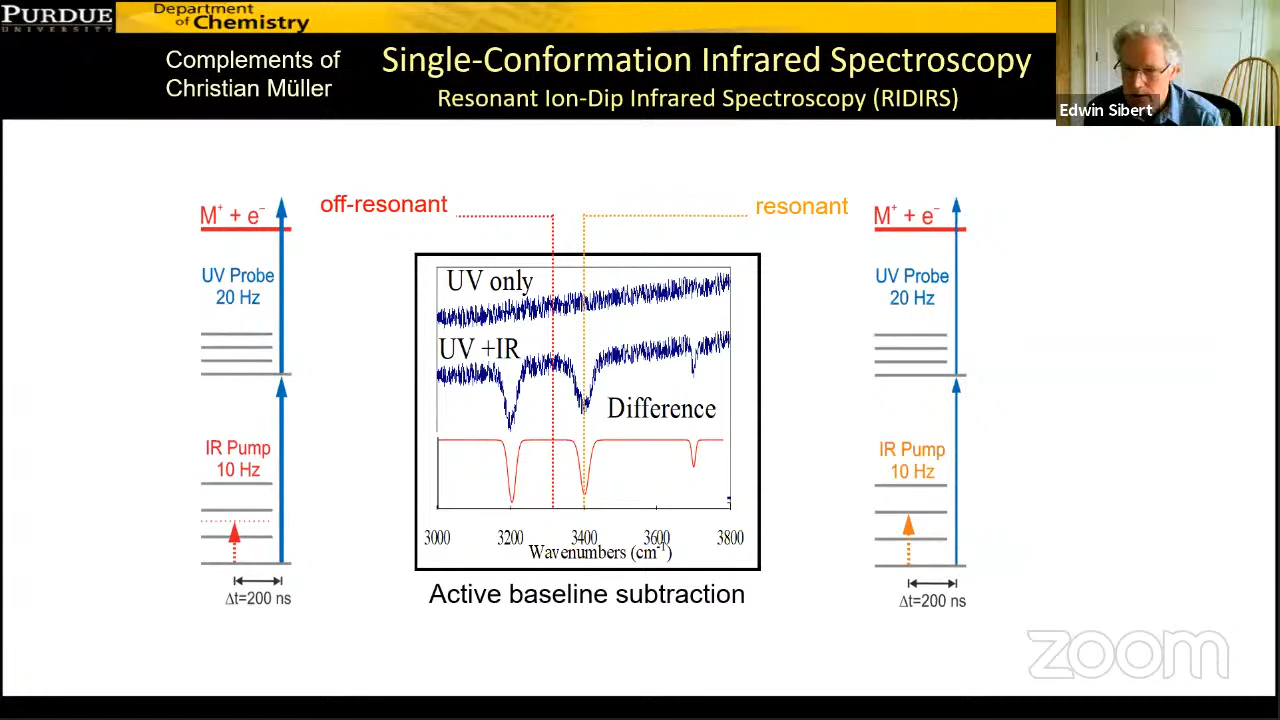 PURDUE
UNIVERSITY
Department
of Chemistry
Complements of
Christian Müller
Single-Conformation Infrared Spectroscopy
Resonant Ion-Dip Infrared Spectroscopy (RIDIRS)
Edwin Sibert
off-resonant
resonant
M⁺ + e⁻
UV Probe
20 Hz
IR Pump
10 Hz
Δt=200 ns
UV only
UV +IR
Difference
3000 3200 3400 3600 3800
Wavenumbers (cm⁻¹)
Active baseline subtraction
M⁺ + e⁻
UV Probe
20 Hz
IR Pump
10 Hz
Δt=200 ns
zoom